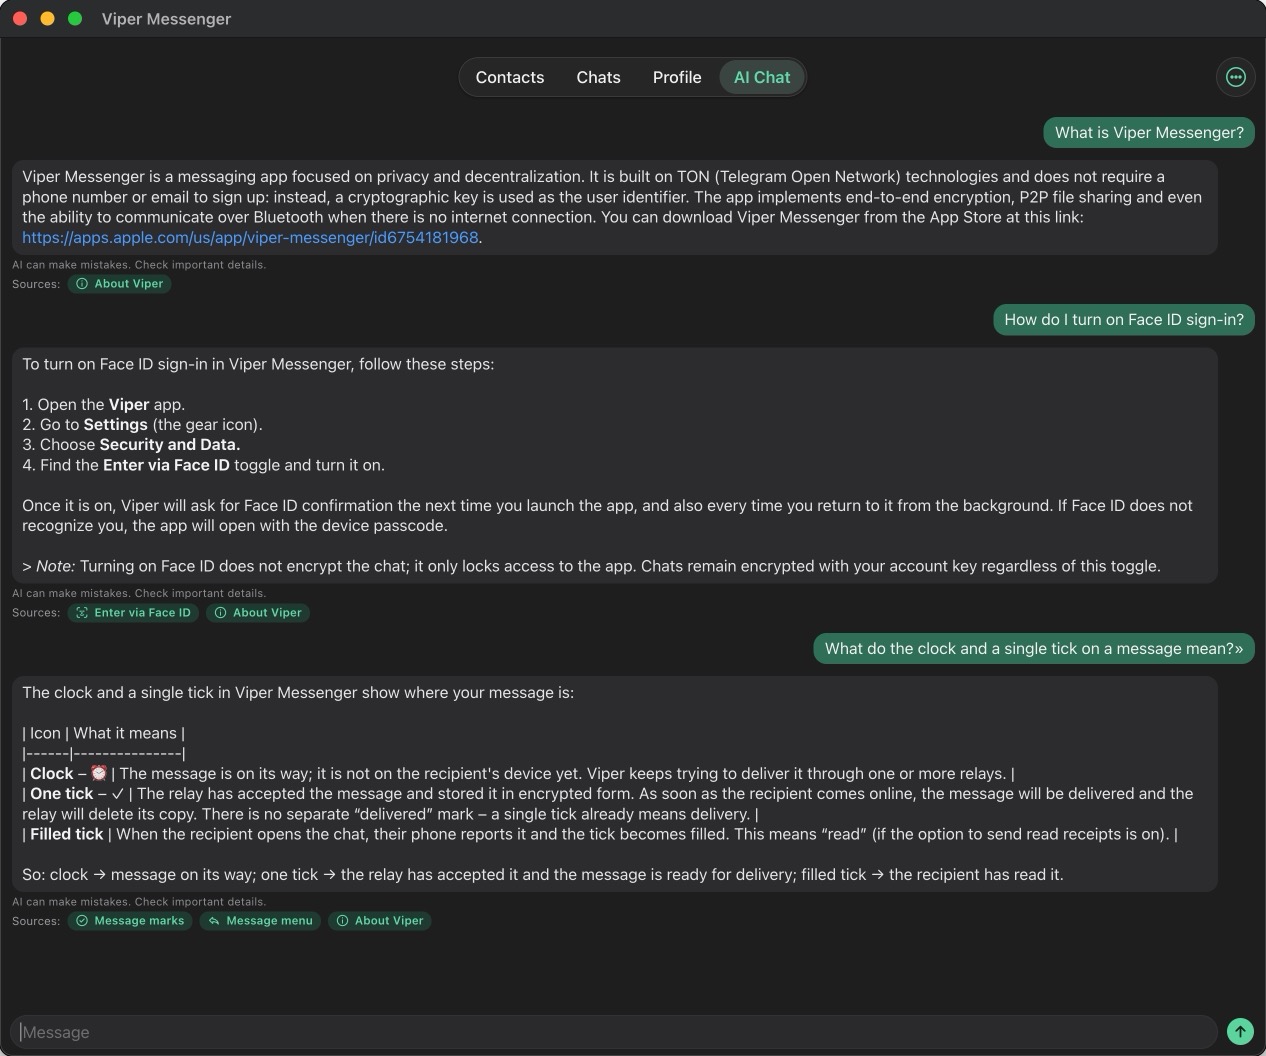 Viper Messenger
Contacts Chats Profile AI Chat
What is Viper Messenger?
Viper Messenger is a messaging app focused on privacy and decentralization. It is built on TON (Telegram Open Network) technologies and does not require a
phone number or email to sign up: instead, a cryptographic key is used as the user identifier. The app implements end-to-end encryption, P2P file sharing and even
the ability to communicate over Bluetooth when there is no internet connection. You can download Viper Messenger from the App Store at this link:
https://apps.apple.com/us/app/viper-messenger/id6754181968.
AI can make mistakes. Check important details.
Sources: About Viper
How do I turn on Face ID sign-in?
To turn on Face ID sign-in in Viper Messenger, follow these steps:
1. Open the Viper app.
2. Go to Settings (the gear icon).
3. Choose Security and Data.
4. Find the Enter via Face ID toggle and turn it on.
Once it is on, Viper will ask for Face ID confirmation the next time you launch the app, and also every time you return to it from the background. If Face ID does not
recognize you, the app will open with the device passcode.
> Note: Turning on Face ID does not encrypt the chat; it only locks access to the app. Chats remain encrypted with your account key regardless of this toggle.
AI can make mistakes. Check important details.
Sources: Enter via Face ID About Viper
What do the clock and a single tick on a message mean?»
The clock and a single tick in Viper Messenger show where your message is:
| Icon | What it means |
|------|---------------|
| Clock – ⏰ | The message is on its way; it is not on the recipient's device yet. Viper keeps trying to deliver it through one or more relays. |
| One tick – ✓ | The relay has accepted the message and stored it in encrypted form. As soon as the recipient comes online, the message will be delivered and the
relay will delete its copy. There is no separate “delivered” mark – a single tick already means delivery. |
| Filled tick | When the recipient opens the chat, their phone reports it and the tick becomes filled. This means “read” (if the option to send read receipts is on). |
So: clock → message on its way; one tick → the relay has accepted it and the message is ready for delivery; filled tick → the recipient has read it.
AI can make mistakes. Check important details.
Sources: Message marks Message menu About Viper
Message